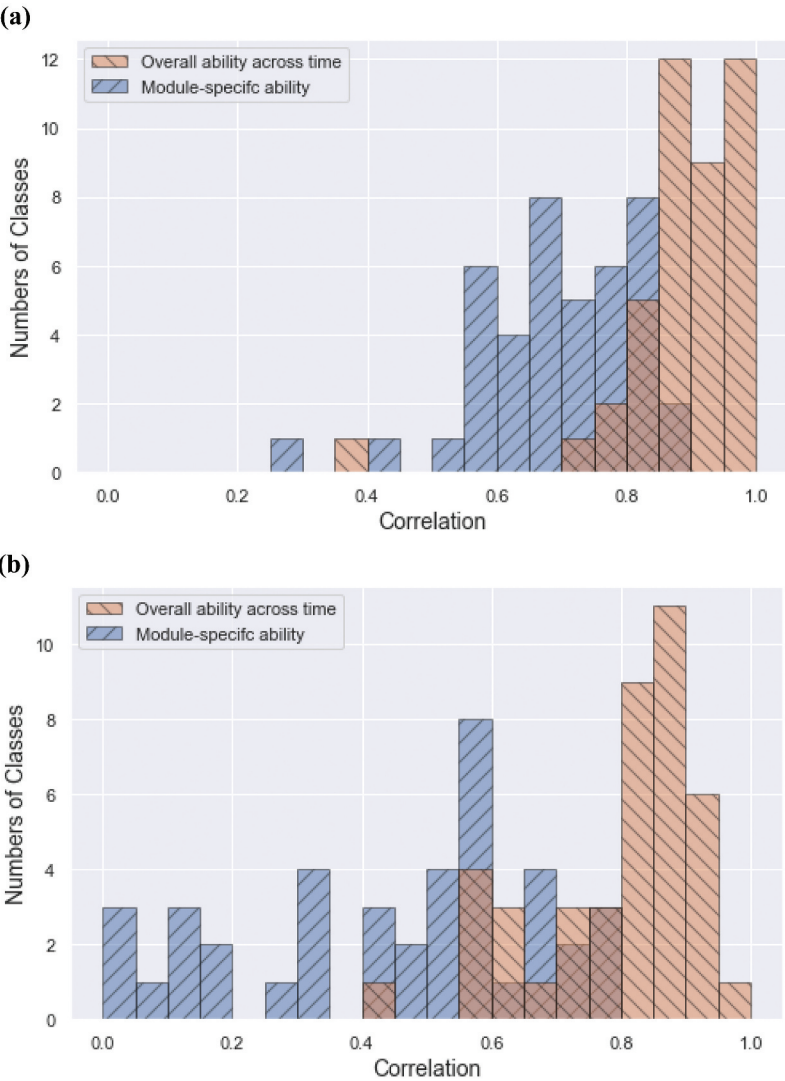 (a)
12
10
8
6
4
2
0
Numbers of Classes
Overall ability across time
Module-specifc ability
0.0 0.2 0.4 0.6 0.8 1.0
Correlation
(b)
10
8
6
4
2
0
Numbers of Classes
Overall ability across time
Module-specifc ability
0.0 0.2 0.4 0.6 0.8 1.0
Correlation